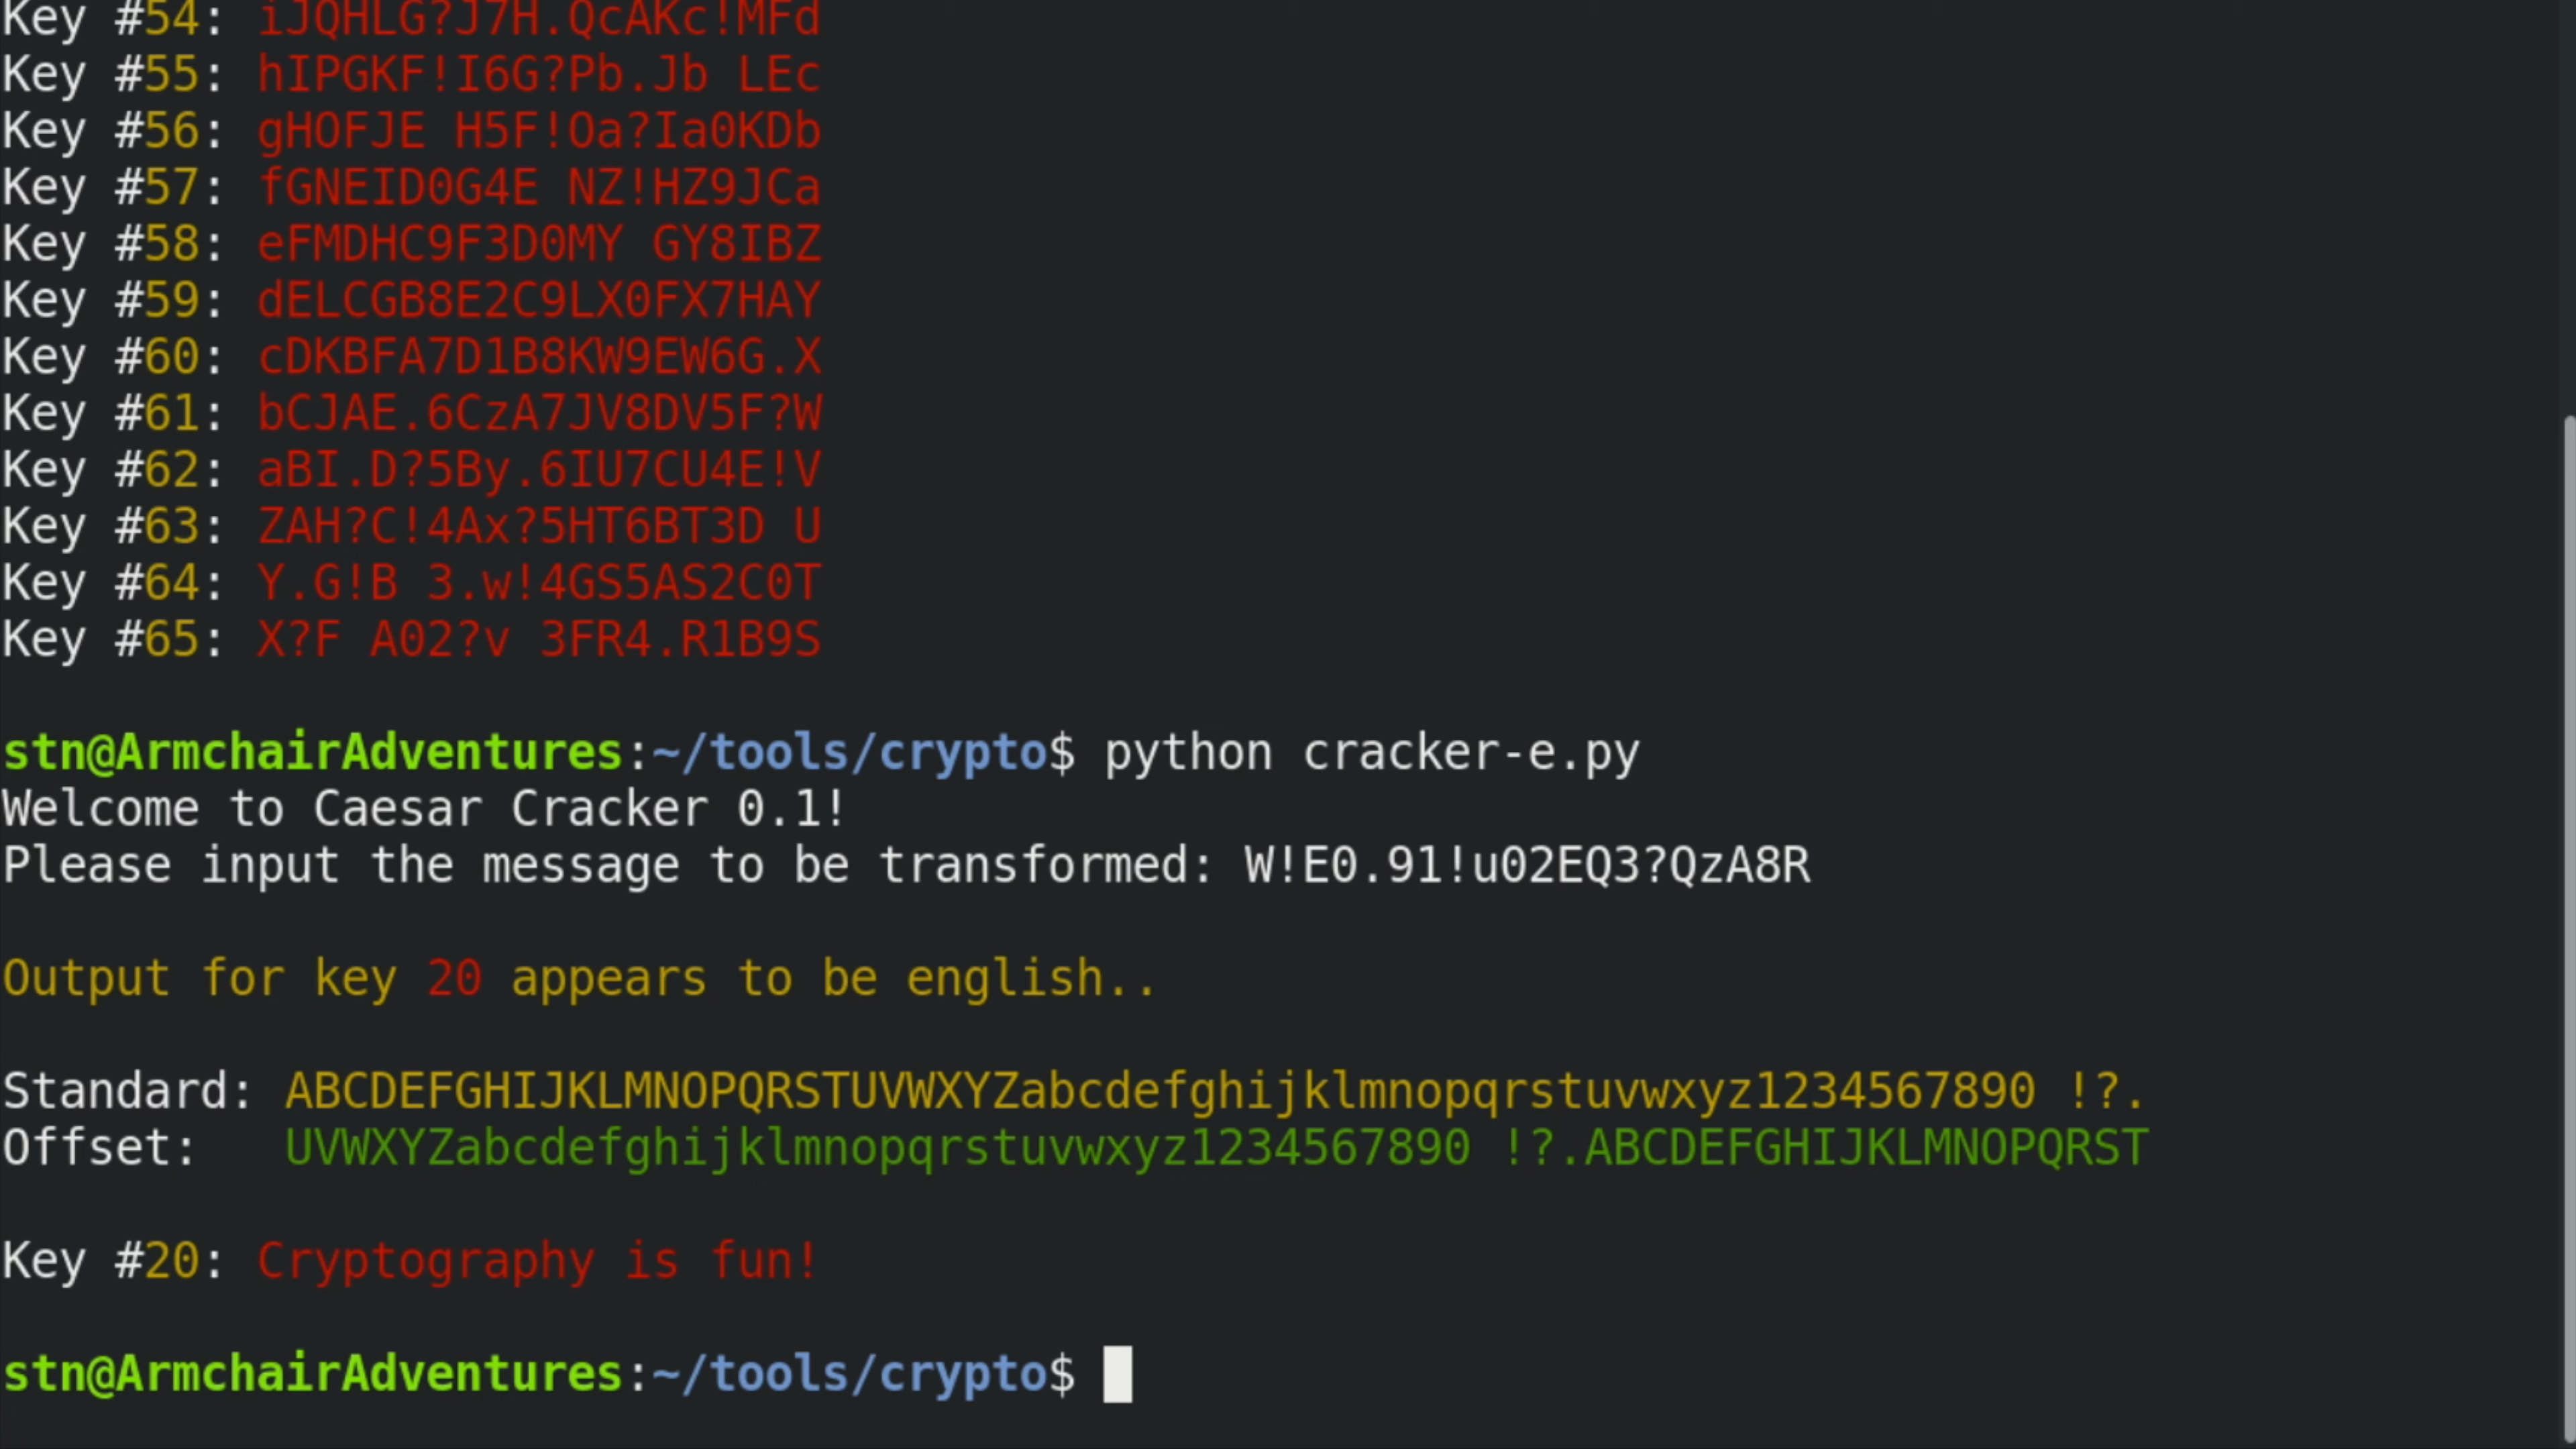 Key #54: iJQHLG?J7H.QcAKc!MFd
Key #55: hIPGKF!I6G?Pb.Jb LEc
Key #56: gHOFJE H5F!Oa?Ia0KDb
Key #57: fGNEID0G4E NZ!HZ9JCa
Key #58: eFMDHC9F3D0MY GY8IBZ
Key #59: dELCGB8E2C9LX0FX7HAY
Key #60: cDKBFA7D1B8KW9EW6G.X
Key #61: bCJAE.6CzA7JV8DV5F?W
Key #62: aBI.D?5By.6IU7CU4E!V
Key #63: ZAH?C!4Ax?5HT6BT3D U
Key #64: Y.G!B 3.w!4GS5AS2C0T
Key #65: X?F A02?v 3FR4.R1B9S
stn@ArmchairAdventures:~/tools/crypto$ python cracker-e.py
Welcome to Caesar Cracker 0.1!
Please input the message to be transformed: W!E0.91!u02EQ3?QzA8R
Output for key 20 appears to be english..
Standard: ABCDEFGHIJKLMNOPQRSTUVWXYZabcdefghijklmnopqrstuvwxyz1234567890 !?.
Offset:   UVWXYZabcdefghijklmnopqrstuvwxyz1234567890 !?.ABCDEFGHIJKLMNOPQRST
Key #20: Cryptography is fun!
stn@ArmchairAdventures:~/tools/crypto$